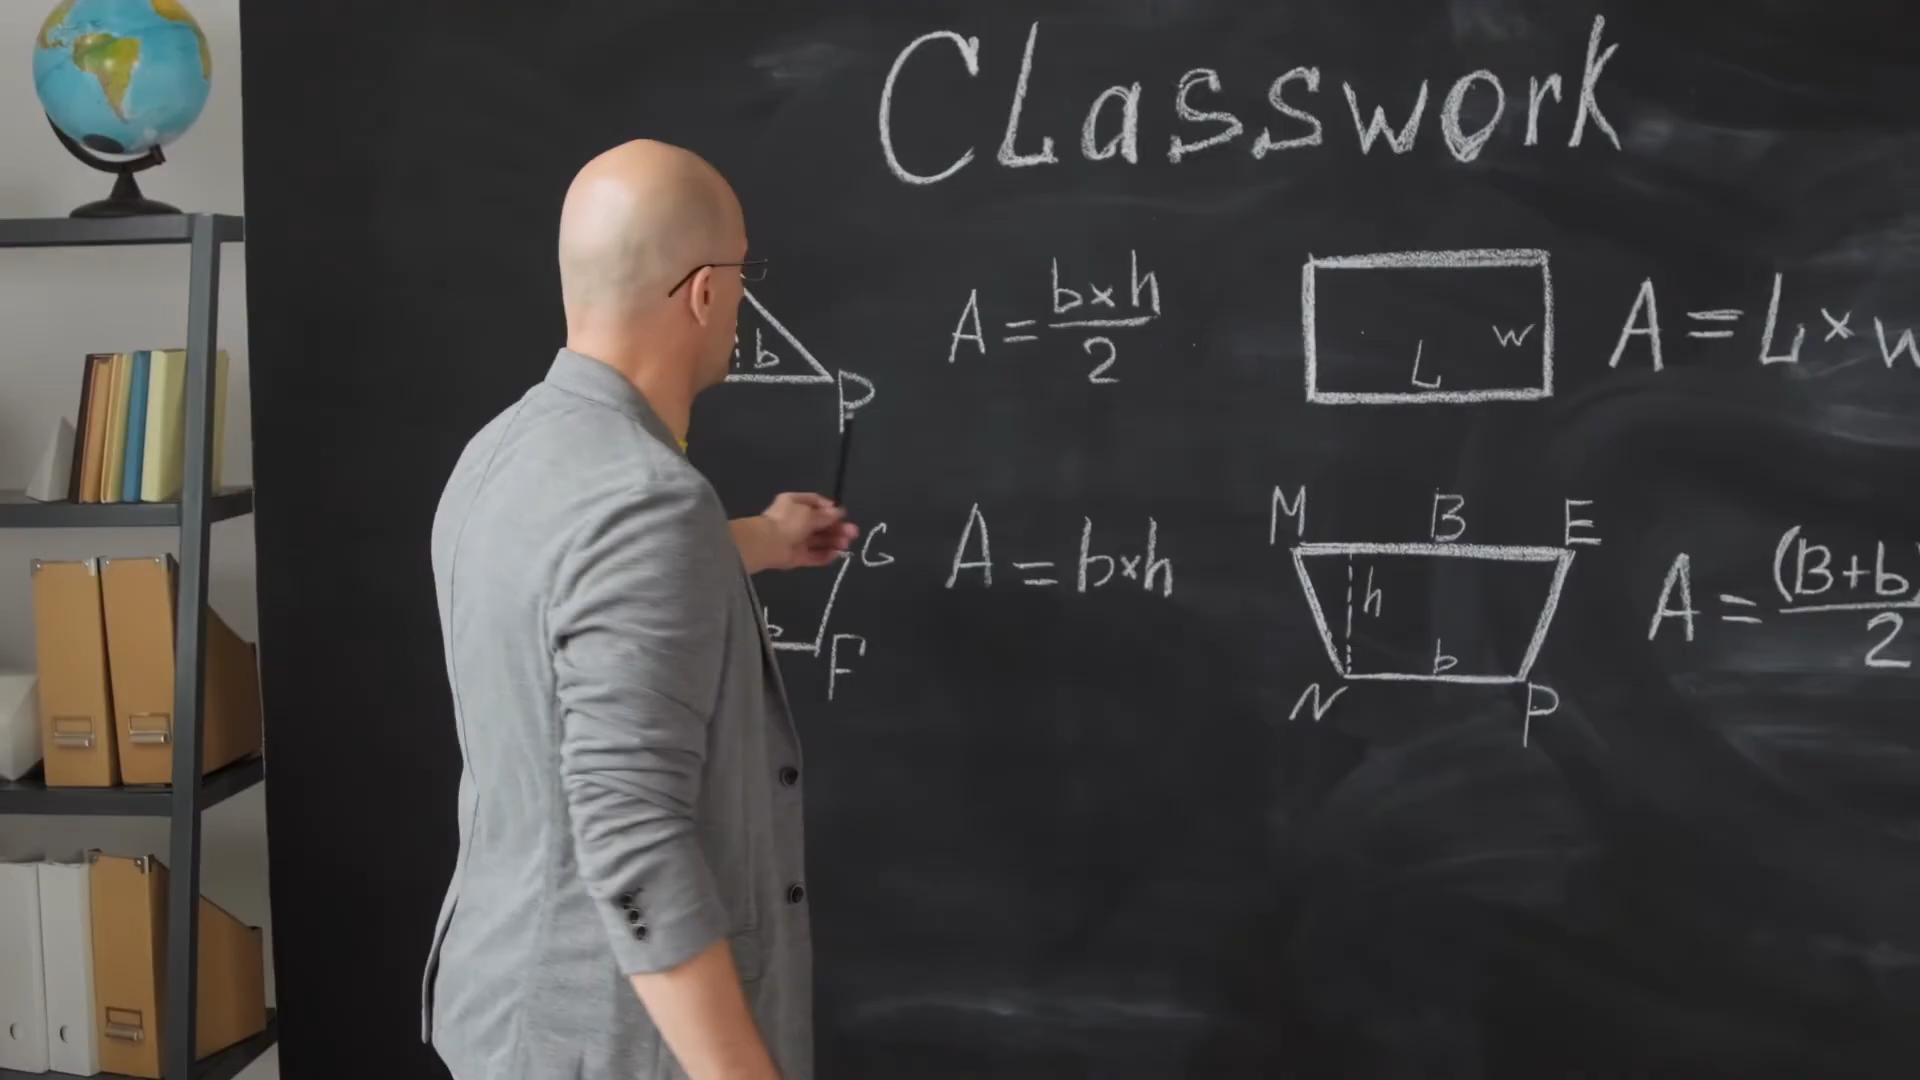 CLasswork
b
P
A = b×h
2
L
w
A = L×w
G
b
F
A = b×h
M B E
h
b
N P
A = (B+b)
2